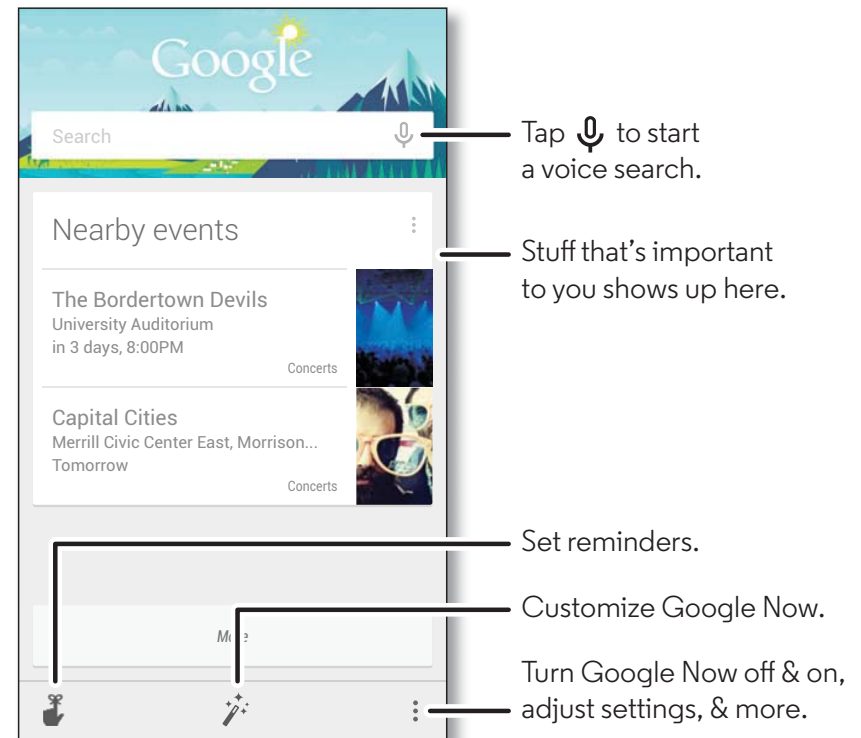 Google
Search
Tap to start
a voice search.
Nearby events
Stuff that's important
to you shows up here.
The Bordertown Devils
University Auditorium
in 3 days, 8:00PM
Concerts
Capital Cities
Merrill Civic Center East, Morrison...
Tomorrow
Concerts
Set reminders.
Customize Google Now.
More
Turn Google Now off & on,
adjust settings, & more.